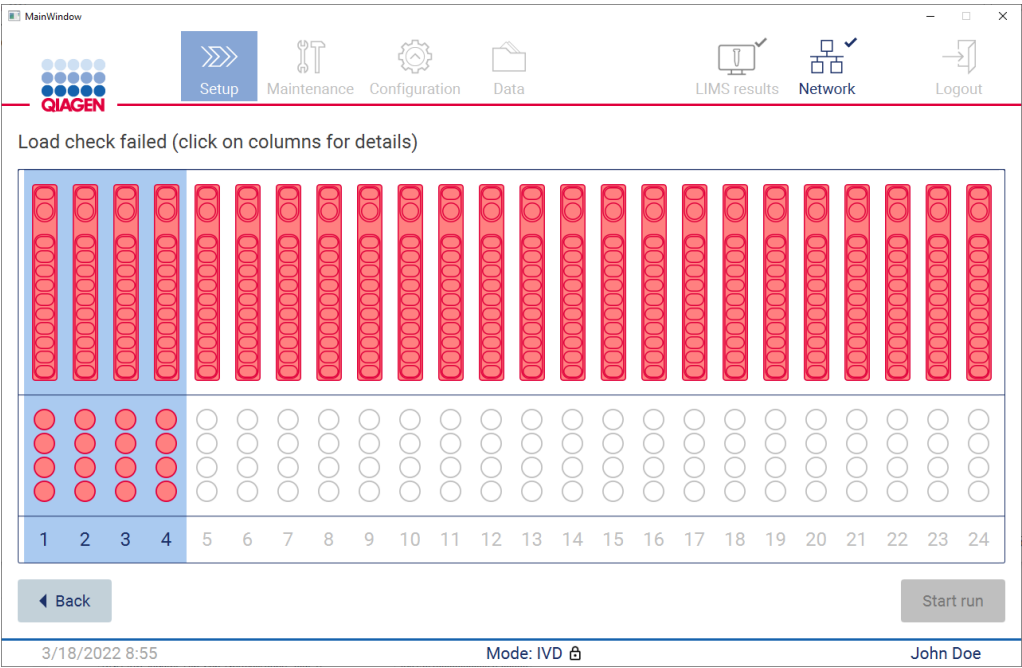 MainWindow
Setup Maintenance Configuration Data LIMS results Network Logout
QIAGEN
Load check failed (click on columns for details)
1 2 3 4 5 6 7 8 9 10 11 12 13 14 15 16 17 18 19 20 21 22 23 24
Back Start run
3/18/2022 8:55 Mode: IVD John Doe